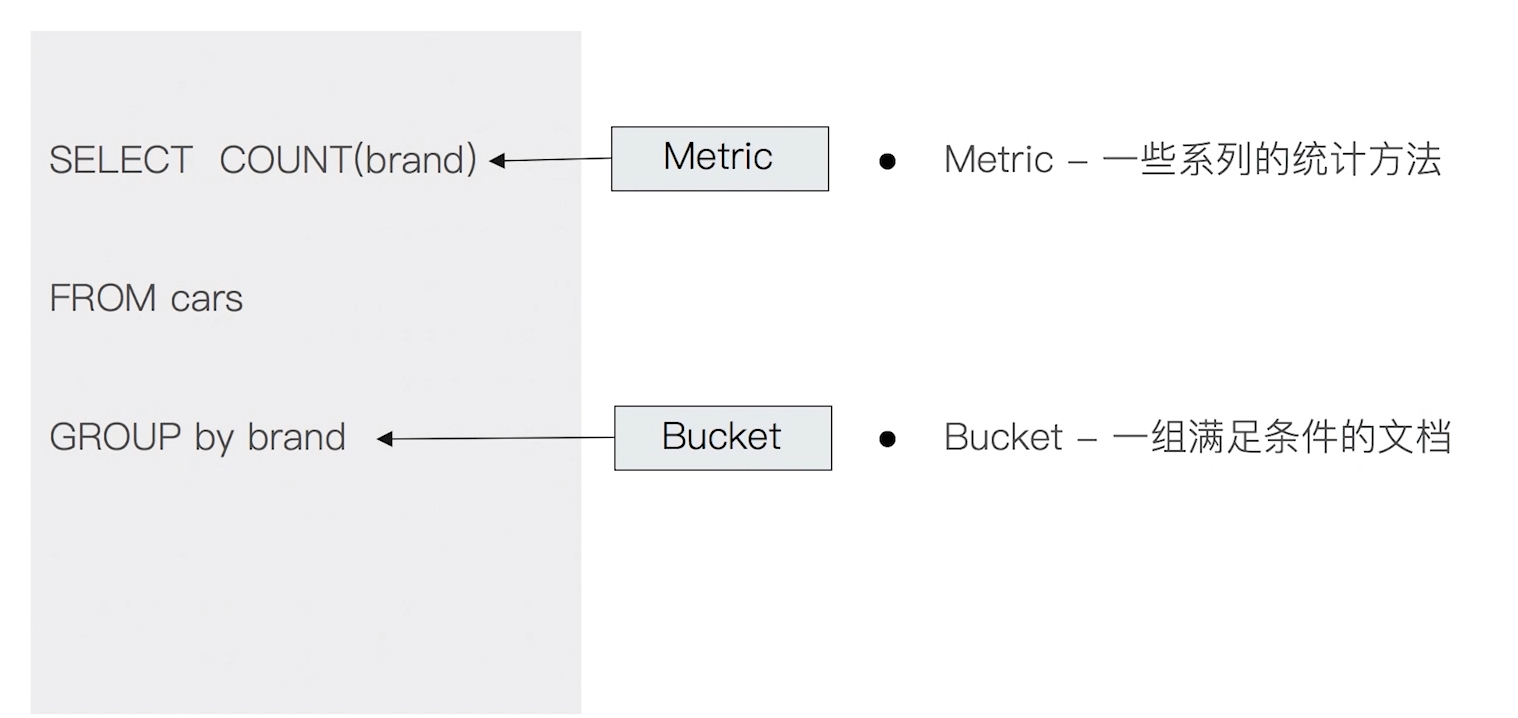 SELECT COUNT(brand)
Metric
● Metric – 一些系列的统计方法
FROM cars
GROUP by brand
Bucket
● Bucket – 一组满足条件的文档